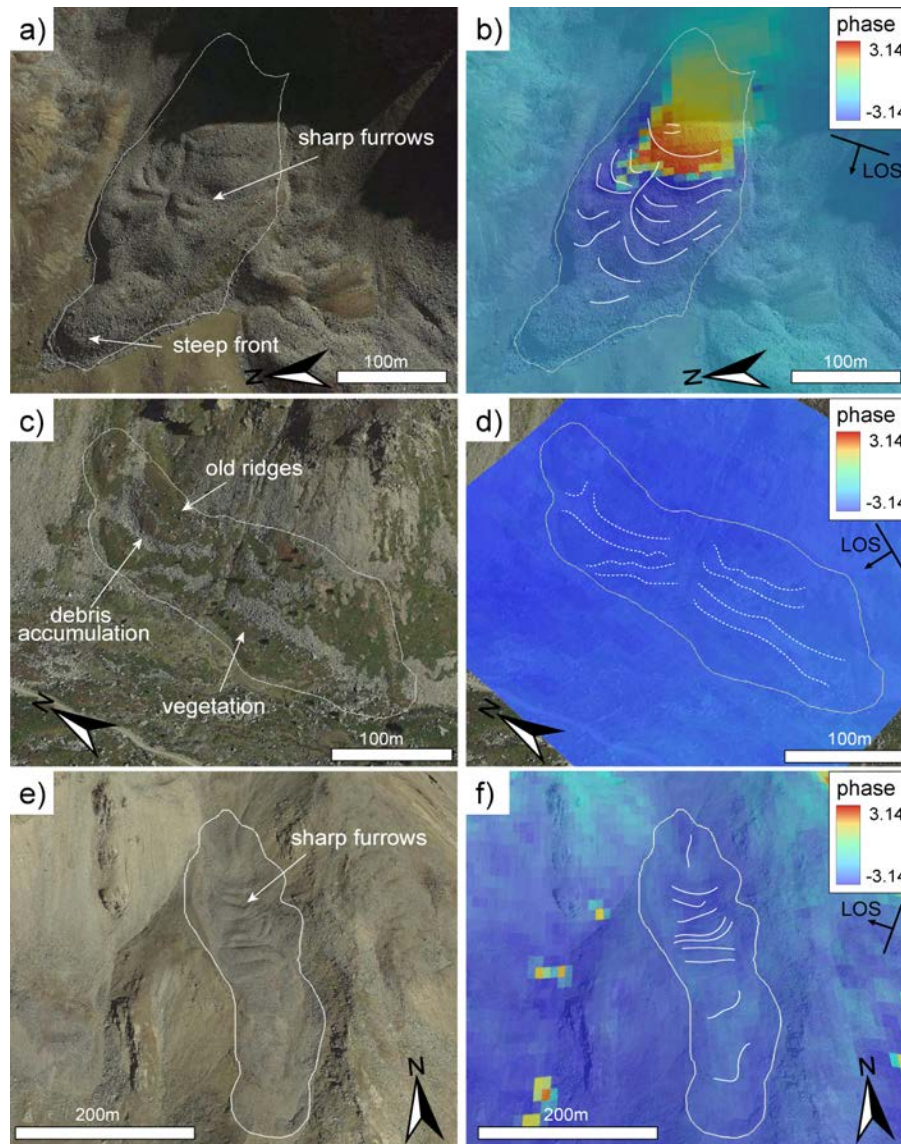 a)
sharp furrows
steep front
N
100m
b)
phase
3.14
-3.14
LOS
N
100m
c)
old ridges
debris
accumulation
vegetation
N
100m
d)
phase
3.14
-3.14
LOS
N
100m
e)
sharp furrows
N
200m
f)
phase
3.14
-3.14
LOS
N
200m